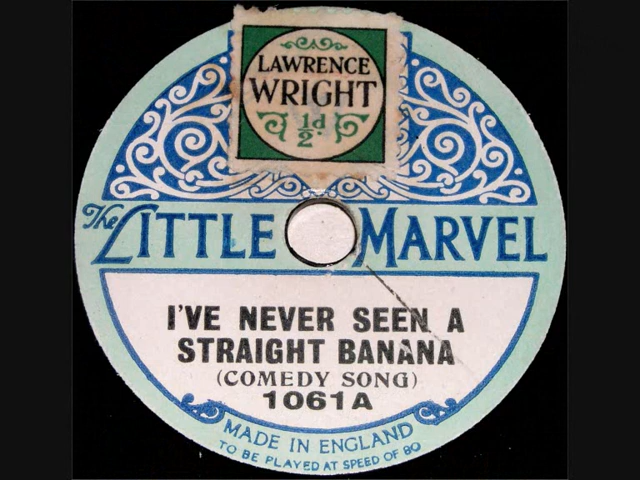 LAWRENCE
WRIGHT
½d.
The LITTLE MARVEL
I'VE NEVER SEEN A
STRAIGHT BANANA
(COMEDY SONG)
1061A
MADE IN ENGLAND
TO BE PLAYED AT SPEED OF 80